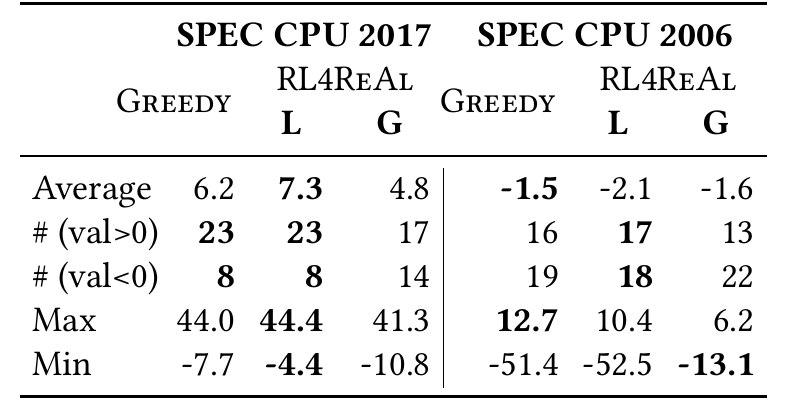 SPEC CPU 2017 SPEC CPU 2006
GREEDY RL4REAL GREEDY RL4REAL
L G L G
Average 6.2 7.3 4.8 -1.5 -2.1 -1.6
# (val>0) 23 23 17 16 17 13
# (val<0) 8 8 14 19 18 22
Max 44.0 44.4 41.3 12.7 10.4 6.2
Min -7.7 -4.4 -10.8 -51.4 -52.5 -13.1